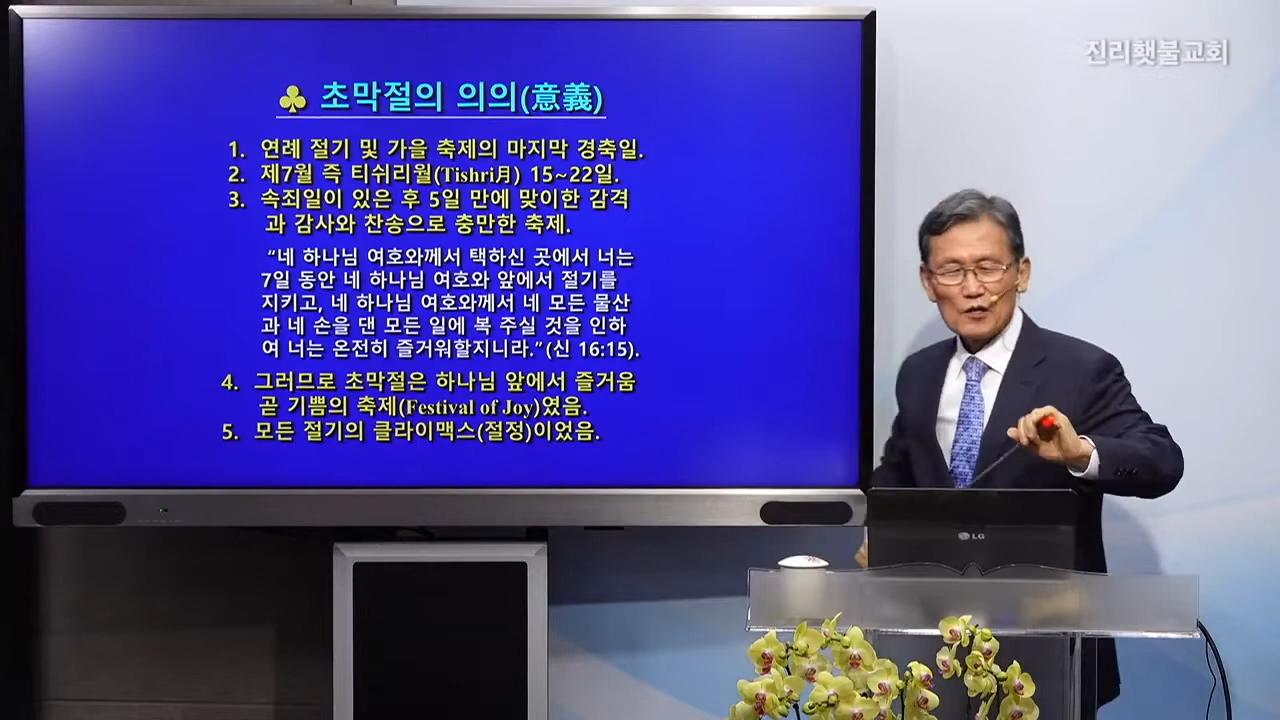 진리횃불교회
♣ 초막절의 의의(意義)
1. 연례 절기 및 가을 축제의 마지막 경축일.
2. 제7월 즉 티쉬리월(Tishri月) 15~22일.
3. 속죄일이 있은 후 5일 만에 맞이한 감격
과 감사와 찬송으로 충만한 축제.
“네 하나님 여호와께서 택하신 곳에서 너는
7일 동안 네 하나님 여호와 앞에서 절기를
지키고, 네 하나님 여호와께서 네 모든 물산
과 네 손을 댄 모든 일에 복 주실 것을 인하
여 너는 온전히 즐거워할지니라.”(신 16:15).
4. 그러므로 초막절은 하나님 앞에서 즐거움
곧 기쁨의 축제(Festival of Joy)였음.
5. 모든 절기의 클라이맥스(절정)이었음.
LG